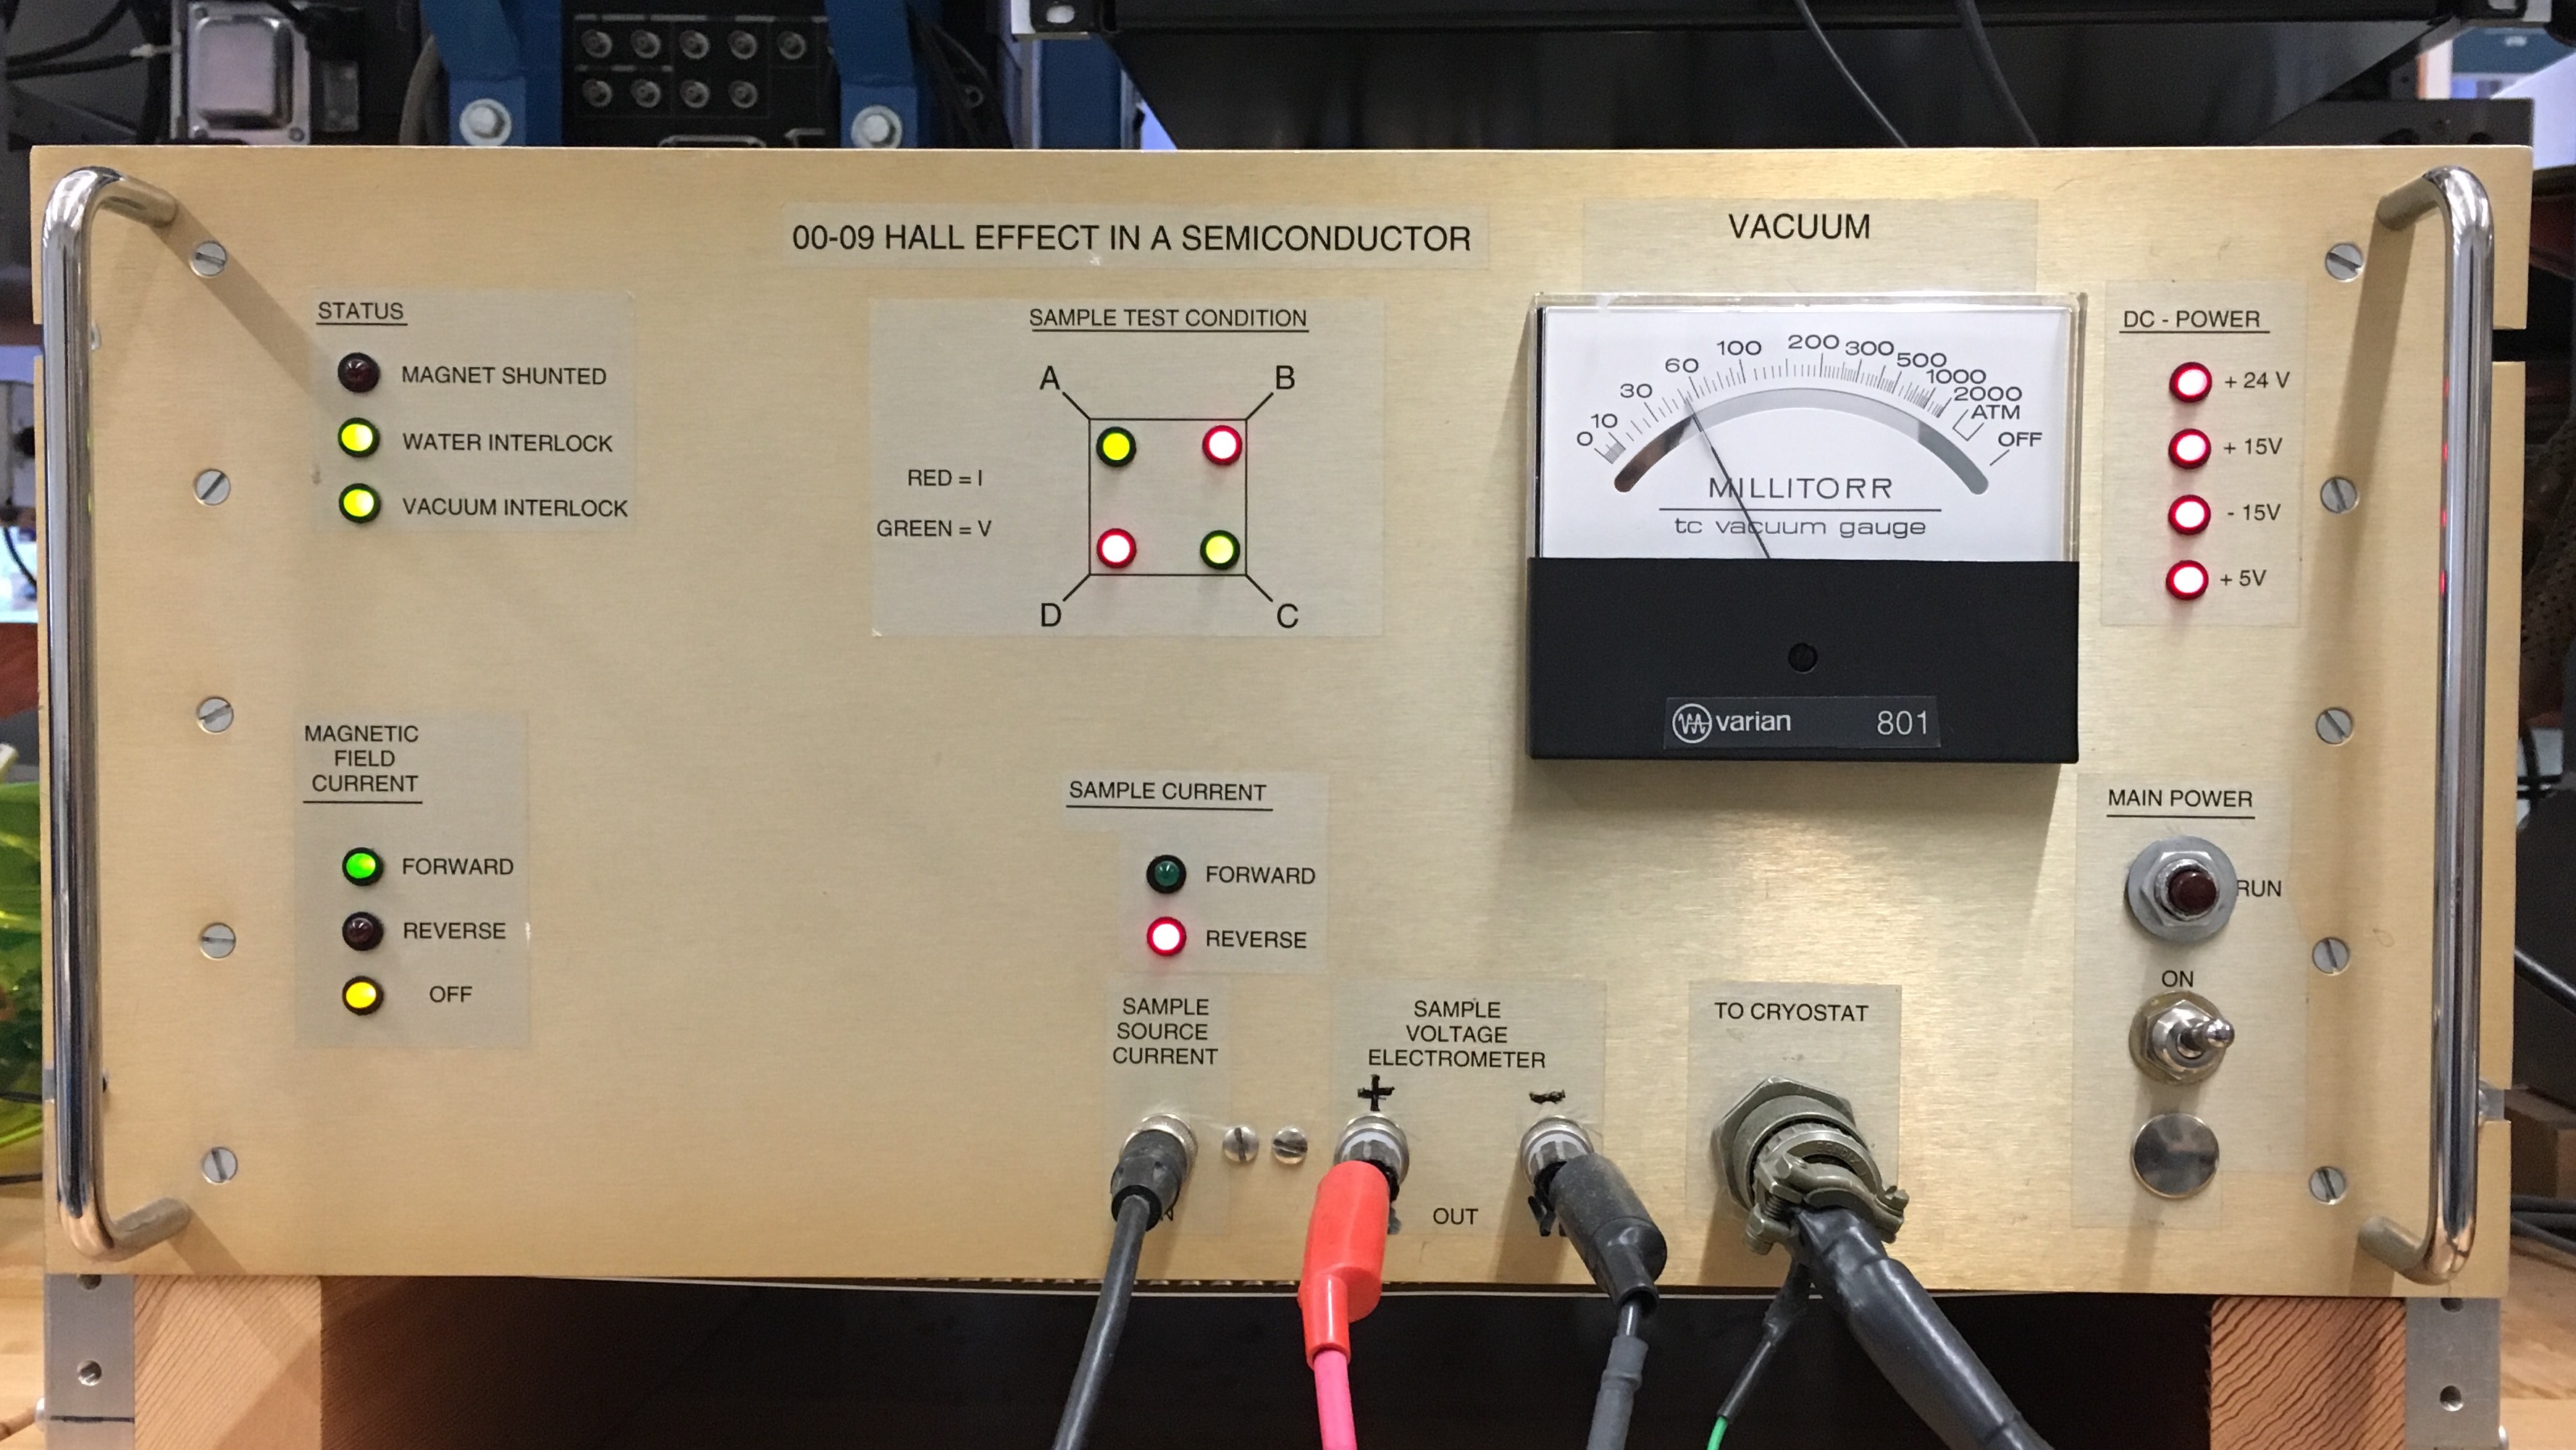 00-09 HALL EFFECT IN A SEMICONDUCTOR
VACUUM
STATUS
MAGNET SHUNTED
WATER INTERLOCK
VACUUM INTERLOCK
SAMPLE TEST CONDITION
A
B
RED = I
GREEN = V
D
C
0
10
30
60
100
200
300
500
1000
2000
ATM
OFF
MILLITORR
tc vacuum gauge
varian
801
DC - POWER
+ 24 V
+ 15V
- 15V
+ 5V
MAGNETIC
FIELD
CURRENT
FORWARD
REVERSE
OFF
SAMPLE CURRENT
FORWARD
REVERSE
MAIN POWER
RUN
ON
SAMPLE
SOURCE
CURRENT
SAMPLE
VOLTAGE
ELECTROMETER
+
-
OUT
TO CRYOSTAT